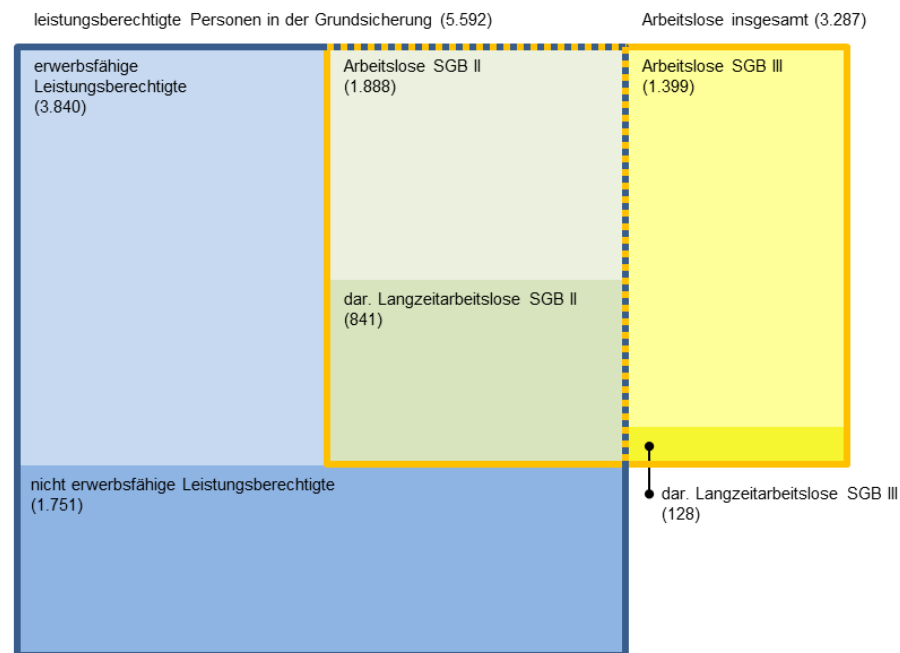 leistungsberechtigte Personen in der Grundsicherung (5.592)
Arbeitslose insgesamt (3.287)
erwerbsfähige
Leistungsberechtigte
(3.840)
Arbeitslose SGB II
(1.888)
Arbeitslose SGB III
(1.399)
dar. Langzeitarbeitslose SGB II
(841)
nicht erwerbsfähige Leistungsberechtigte
(1.751)
dar. Langzeitarbeitslose SGB III
(128)